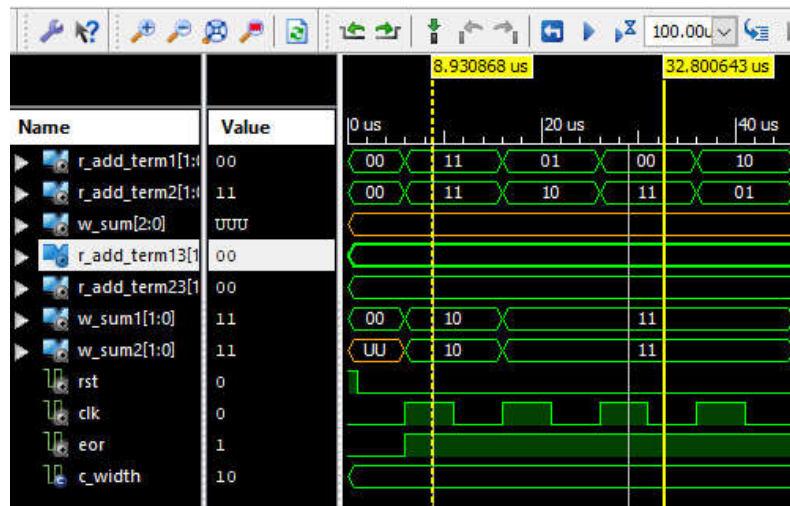 100.00u
8.930868 us 32.800643 us
Name Value 0 us 20 us 40 us
r_add_term1[1:0 00 00 11 01 00 10
r_add_term2[1:0 11 00 11 10 11 01
w_sum[2:0] UUU
r_add_term13[1 00
r_add_term23[1 00
w_sum1[1:0] 11 00 10 11
w_sum2[1:0] 11 UU 10 11
rst 0
clk 0
eor 1
c_width 10